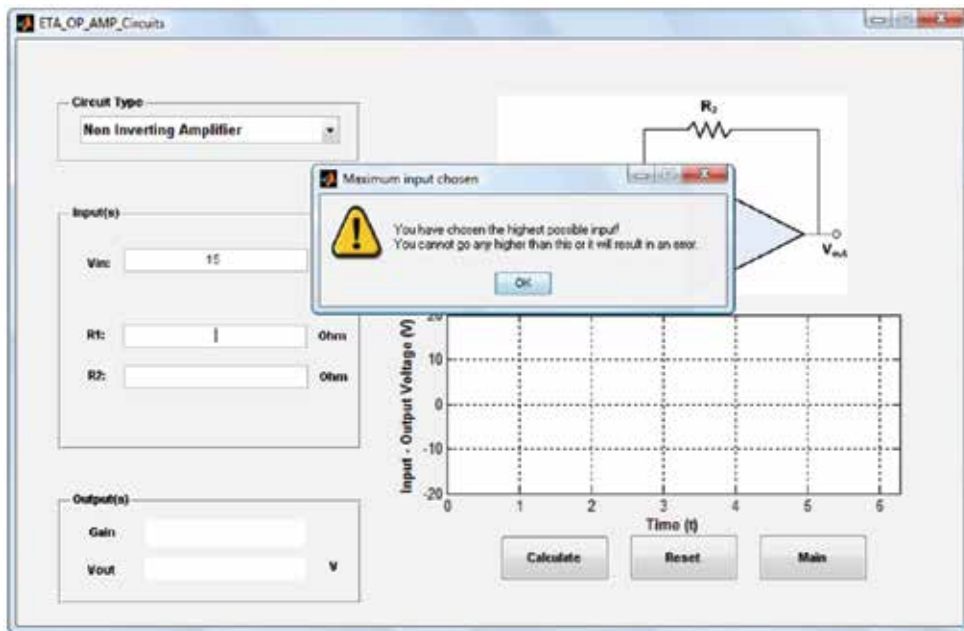 ETA_OP_AMP_Circuits
Circuit Type
Non Inverting Amplifier
R₂
Vout
Maximum input chosen
You have chosen the highest possible input!
You cannot go any higher than this or it will result in an error.
OK
Input(s)
Vin: 15
R1: Ohm
R2: Ohm
Input - Output Voltage (V)
20
10
0
-10
-20
0 1 2 3 4 5 6
Time (t)
Output(s)
Gain
Vout V
Calculate Reset Main